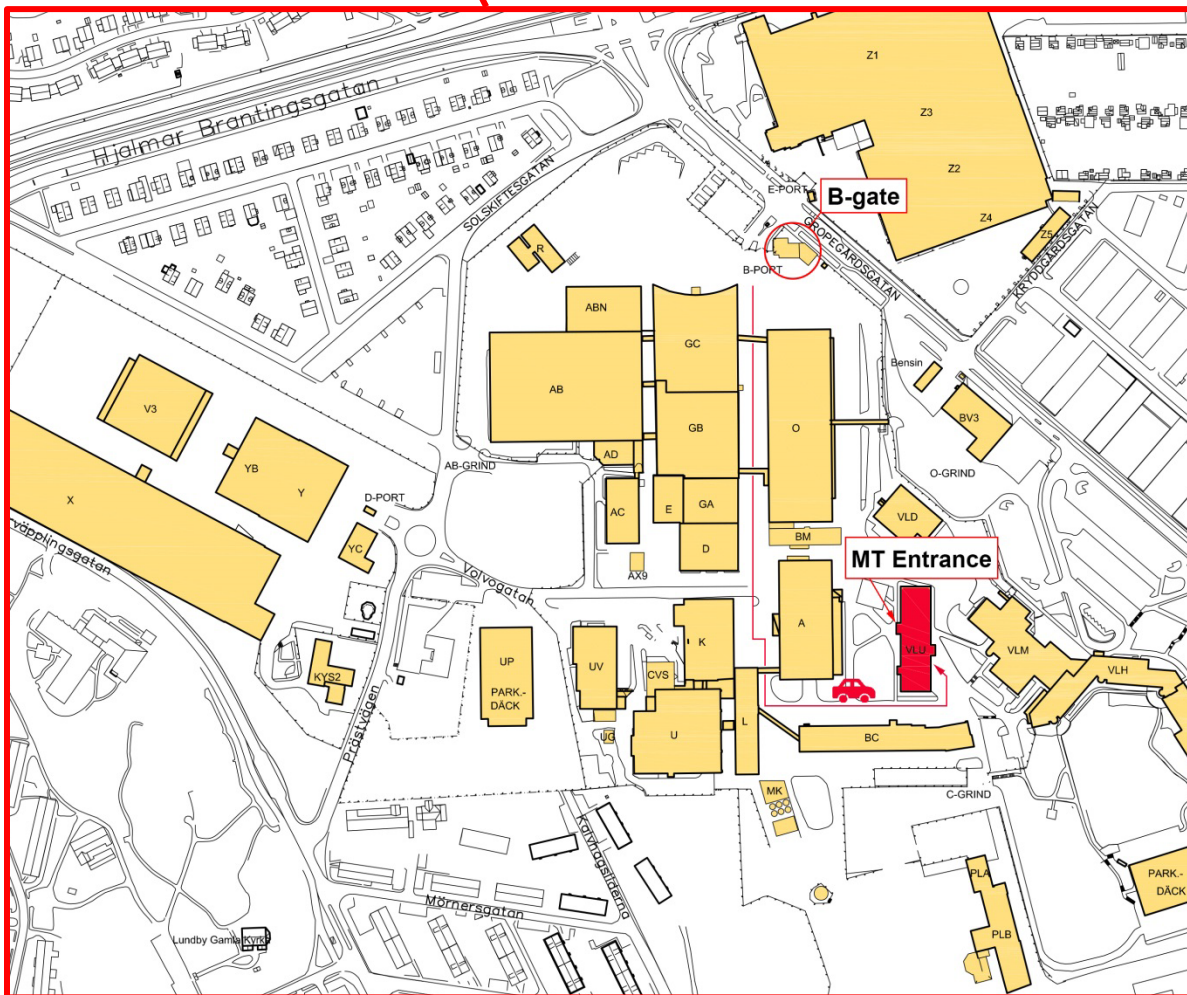 Hjalmar Brantingsgatan
SOLSKIFTESGATAN
Z1
Z3
Z2
Z4
Z5
E-PORT
B-gate
GROPEGÅRDSGATAN
KRYDDGÅRDSGATAN
B-PORT
R
ABN
GC
AB
GB
O
Bensin
BV3
O-GRIND
V3
YB
Y
X
AB-GRIND
D-PORT
YC
AD
AC
E
GA
D
AX9
BM
VLD
MT Entrance
Volvogatan
A
K
VLU
VLM
VLH
KYS2
Prästvägen
UP
PARK.-
DÄCK
UV
CVS
UG
U
L
BC
MK
C-GRIND
Kalvhagsliderna
Mörnersgatan
Lundby Gamla Kyrka
PLA
PLB
PARK.-
DÄCK